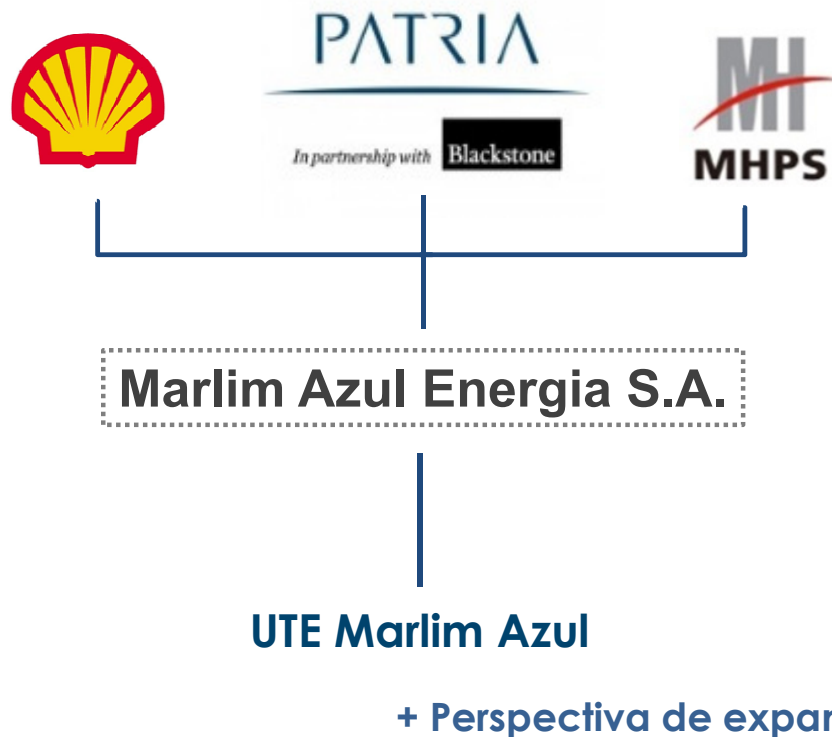 PATRIA
In partnership with Blackstone
MHPS
Marlim Azul Energia S.A.
UTE Marlim Azul
+ Perspectiva de expan